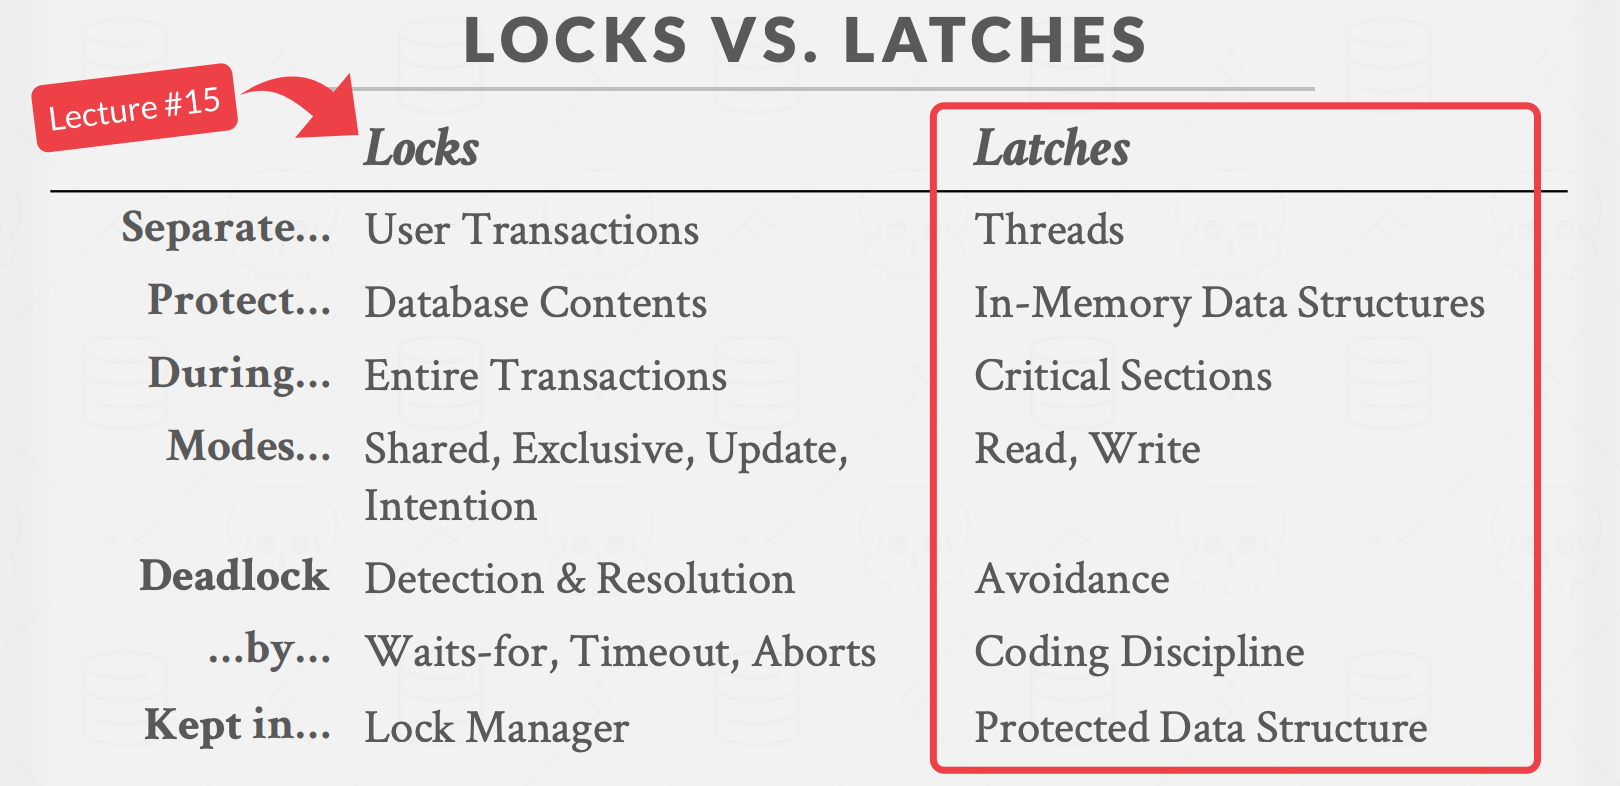 LOCKS VS. LATCHES
Lecture #15
Locks Latches
Separate... User Transactions Threads
Protect... Database Contents In-Memory Data Structures
During... Entire Transactions Critical Sections
Modes... Shared, Exclusive, Update, Read, Write
Intention
Deadlock Detection & Resolution Avoidance
...by... Waits-for, Timeout, Aborts Coding Discipline
Kept in... Lock Manager Protected Data Structure